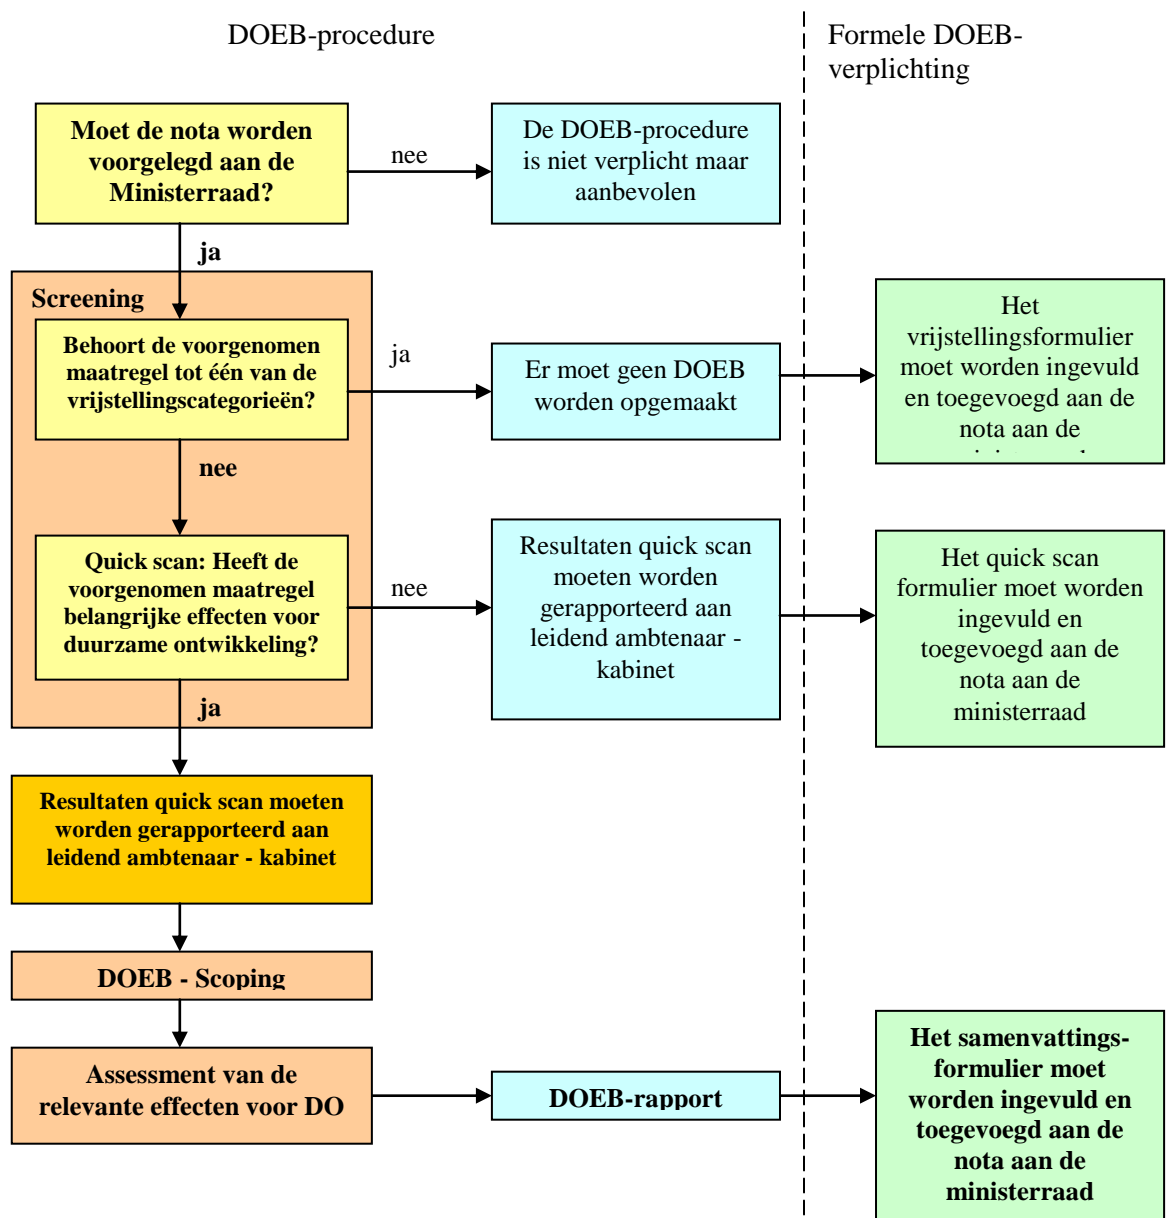 DOEB-procedure
Formele DOEB-
verplichting
Moet de nota worden
voorgelegd aan de
Ministerraad?
nee
De DOEB-procedure
is niet verplicht maar
aanbevolen
ja
Screening
Behoort de voorgenomen
maatregel tot één van de
vrijstellingscategorieën?
ja
Er moet geen DOEB
worden opgemaakt
Het
vrijstellingsformulier
moet worden ingevuld
en toegevoegd aan de
nota aan de
nee
Quick scan: Heeft de
voorgenomen maatregel
belangrijke effecten voor
duurzame ontwikkeling?
nee
Resultaten quick scan
moeten worden
gerapporteerd aan
leidend ambtenaar -
kabinet
Het quick scan
formulier moet worden
ingevuld en
toegevoegd aan de
nota aan de
ministerraad
ja
Resultaten quick scan moeten
worden gerapporteerd aan
leidend ambtenaar - kabinet
DOEB - Scoping
Assessment van de
relevante effecten voor DO
DOEB-rapport
Het samenvattings-
formulier moet
worden ingevuld en
toegevoegd aan de
nota aan de
ministerraad